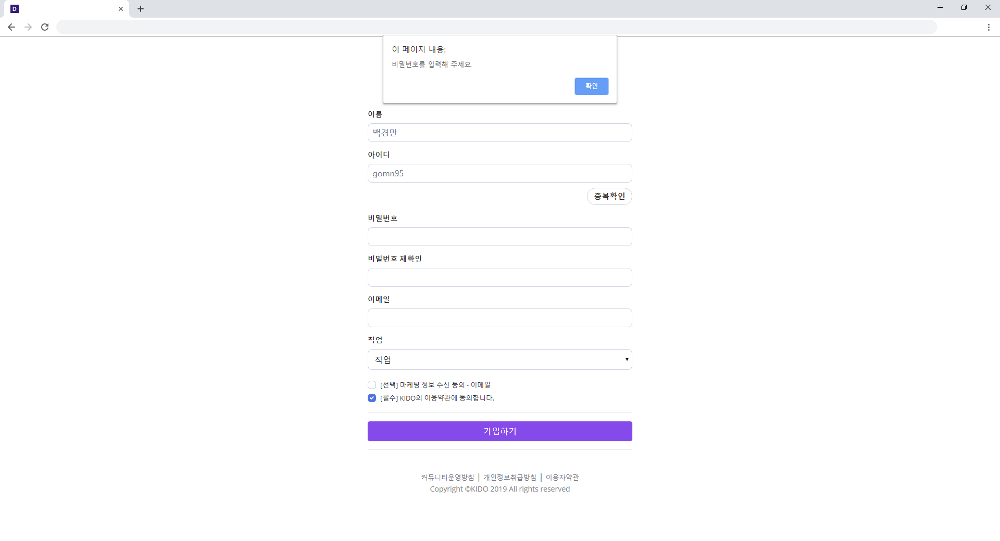 D
이 페이지 내용:
비밀번호를 입력해 주세요.
확인
이름
백경만
아이디
gomn95
중복확인
비밀번호
비밀번호 재확인
이메일
직업
직업
[선택] 마케팅 정보 수신 동의 - 이메일
[필수] KIDO의 이용약관에 동의합니다.
가입하기
커뮤니티운영방침 | 개인정보취급방침 | 이용자약관
Copyright ©KIDO 2019 All rights reserved